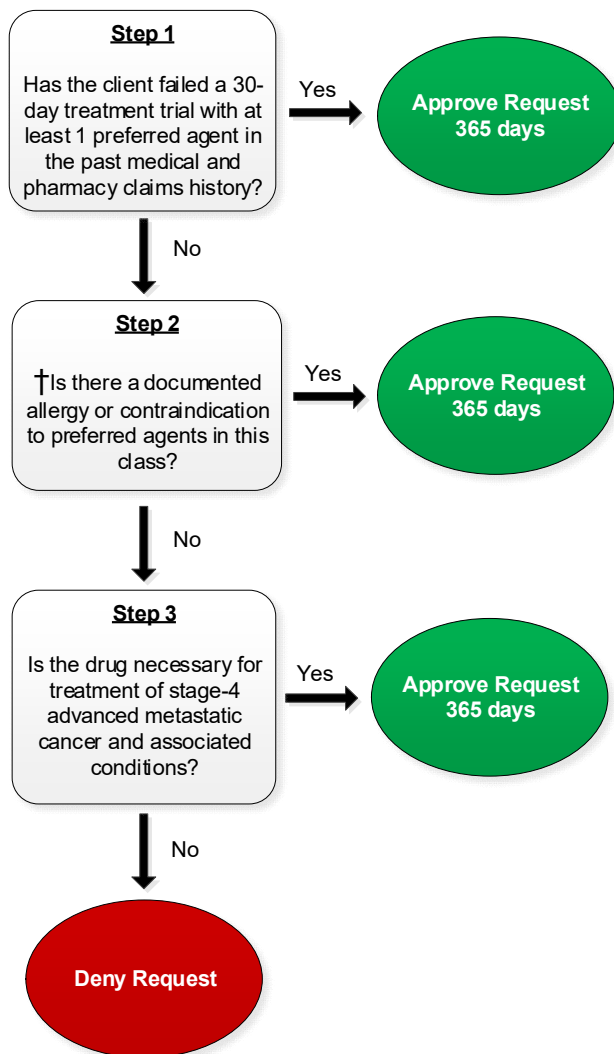 Step 1
Has the client failed a 30-
day treatment trial with at
least 1 preferred agent in
the past medical and
pharmacy claims history?
Yes
Approve Request
365 days
No
Step 2
†Is there a documented
allergy or contraindication
to preferred agents in this
class?
Yes
Approve Request
365 days
No
Step 3
Is the drug necessary for
treatment of stage-4
advanced metastatic
cancer and associated
conditions?
Yes
Approve Request
365 days
No
Deny Request